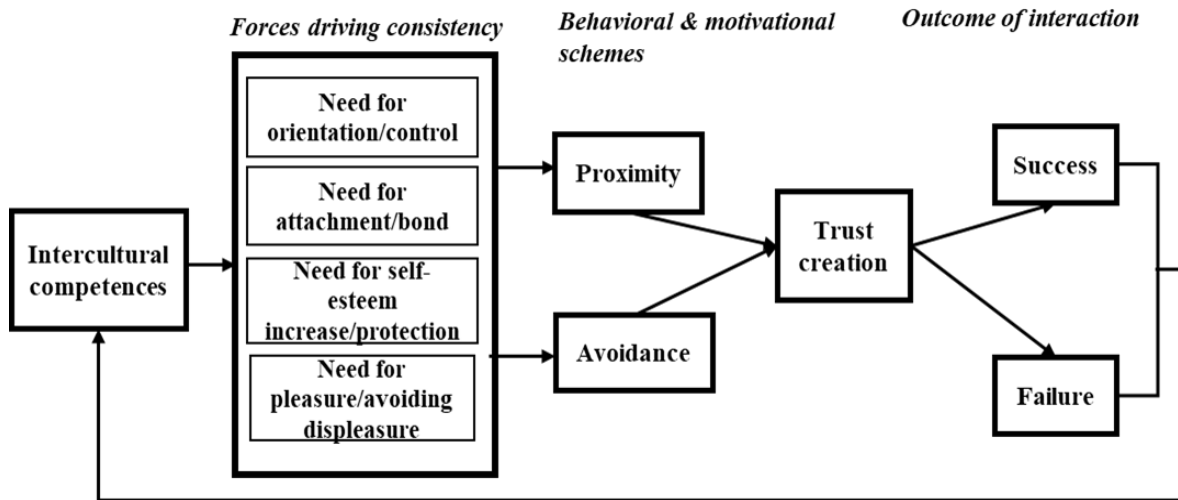 Forces driving consistency
Behavioral & motivational
schemes
Outcome of interaction
Intercultural
competences
Need for
orientation/control
Need for
attachment/bond
Need for self-
esteem
increase/protection
Need for
pleasure/avoiding
displeasure
Proximity
Avoidance
Trust
creation
Success
Failure